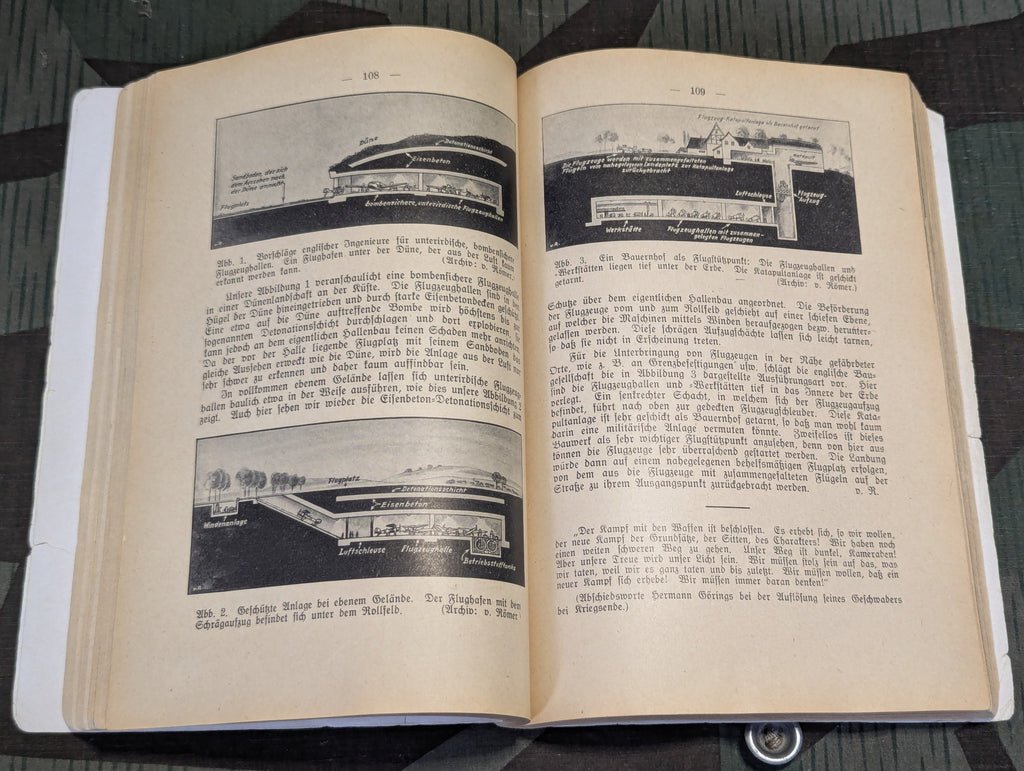 — 108 —
Düne
Detonationsschicht
Eisenbeton
Sandboden, der sich
dem Aussehen nach
der Düne anpaßt
Flugplatz
bombensichere, unterirdische Flugzeughallen
Abb. 1. Vorschläge englischer Ingenieure für unterirdische, bombensichere
Flugzeughallen. Ein Flughafen unter der Düne, der aus der Luft kaum
erkannt werden kann. (Archiv: v. Römer.)
Unsere Abbildung 1 veranschaulicht eine bombensichere Flugzeughalle
in einer Dünenlandschaft an der Küste. Die Flugzeughallen sind in die
Hügel der Düne hineingetrieben und durch starke Eisenbetondecken geschützt.
Eine etwa auf die Düne auftreffende Bombe wird höchstens bis zur
sogenannten Detonationsschicht durchschlagen und dort explodieren, sie
kann jedoch an dem eigentlichen Hallenbau keinen Schaden mehr anrichten.
Da der vor der Halle liegende Flugplatz mit seinem Sandboden das
gleiche Aussehen erweckt wie die Düne, wird die Anlage aus der Luft nur
sehr schwer zu erkennen und daher kaum auffindbar sein.
In vollkommen ebenem Gelände lassen sich unterirdische Flugzeug-
hallen baulich etwa in der Weise ausführen, wie dies unsere Abbildung 2
zeigt. Auch hier sehen wir wieder die Eisenbeton-Detonationsschicht zum
Flugplatz
Detonationsschicht
Eisenbeton
Windenanlage
Luftschleuse
Flugzeughalle
Betriebsstofftanks
Abb. 2. Geschützte Anlage bei ebenem Gelände. Der Flughafen mit dem
Schrägaufzug befindet sich unter dem Rollfeld. (Archiv: v. Römer.)
— 109 —
Flugzeug-Katapultanlage als Bauernhof getarnt
Die Flugzeuge werden mit zusammengefalteten
Flügeln vom nahegelegenen Landeplatz zur Katapultanlage
zurückgebracht
Luftschleuse
Flugzeug-
Aufzug
Werkstätte
Flugzeughallen mit zusammen-
gelegten Flugzeugen
Abb. 3. Ein Bauernhof als Flugstützpunkt: Die Flugzeughallen und
-Werkstätten liegen tief unter der Erde. Die Katapultanlage ist geschickt
getarnt. (Archiv: v. Römer.)
Schutze über dem eigentlichen Hallenbau angeordnet. Die Beförderung
der Flugzeuge vom und zum Rollfeld geschieht auf einer schiefen Ebene,
auf welcher die Maschinen mittels Winden heraufgezogen bezw. herunter-
gelassen werden. Diese schrägen Aufzugschächte lassen sich leicht tarnen,
so daß sie nicht in Erscheinung treten.
Für die Unterbringung von Flugzeugen in der Nähe gefährdeter
Orte, wie z. B. an Grenzbefestigungen usw. schlägt die englische Bau-
gesellschaft die in Abbildung 3 dargestellte Ausführungsart vor. Hier
sind die Flugzeughallen und -Werkstätten tief in das Innere der Erde
verlegt. Ein senkrechter Schacht, in welchem sich der Flugzeugaufzug
befindet, führt nach oben zur gedeckten Flugzeugschleuder. Diese Kata-
pultanlage ist sehr geschickt als Bauernhof getarnt, so daß man wohl kaum
darin eine militärische Anlage vermuten könnte. Zweifellos ist dieses
Bauwerk als sehr wichtiger Flugstützpunkt anzusehen, denn von hier aus
können die Flugzeuge sehr überraschend gestartet werden. Die Landung
würde dann auf einem nahegelegenen behelfsmäßigen Flugplatz erfolgen,
von dem aus die Flugzeuge mit zusammengefalteten Flügeln auf der
Straße zu ihrem Ausgangspunkt zurückgebracht werden. v. R.
„Der Kampf mit den Waffen ist beschlossen. Es erhebt sich, so wir wollen,
der neue Kampf der Grundsätze, der Sitten, des Charakters! Wir haben noch
einen weiten schweren Weg zu gehen. Unser Weg ist dunkel, Kameraden!
Aber unsere Treue wird unser Licht sein. Wir müssen stolz sein auf das, was
wir taten, weil wir es ganz taten und bis zuletzt. Wir müssen wollen, daß ein
neuer Kampf sich erhebe! Wir müssen immer daran denken!"
(Abschiedsworte Hermann Görings bei der Auflösung seines Geschwaders
bei Kriegsende.)